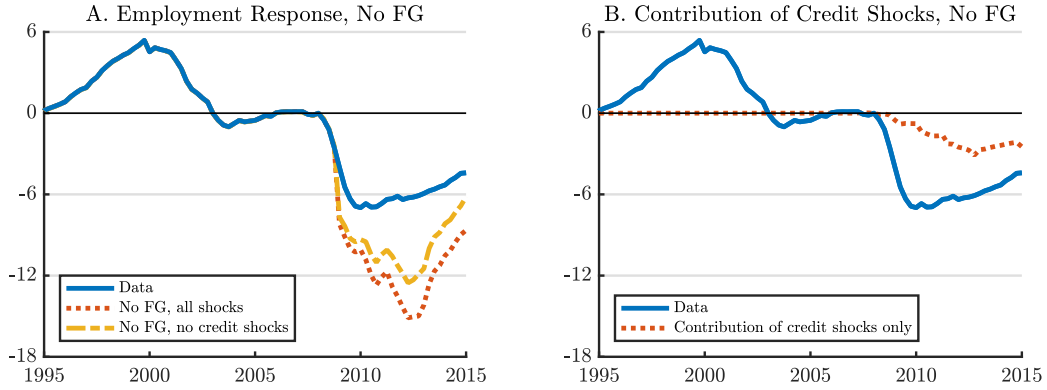 A. Employment Response, No FG
6
0
-6
-12
-18
Data
No FG, all shocks
No FG, no credit shocks
1995 2000 2005 2010 2015
B. Contribution of Credit Shocks, No FG
6
0
-6
-12
-18
Data
Contribution of credit shocks only
1995 2000 2005 2010 2015